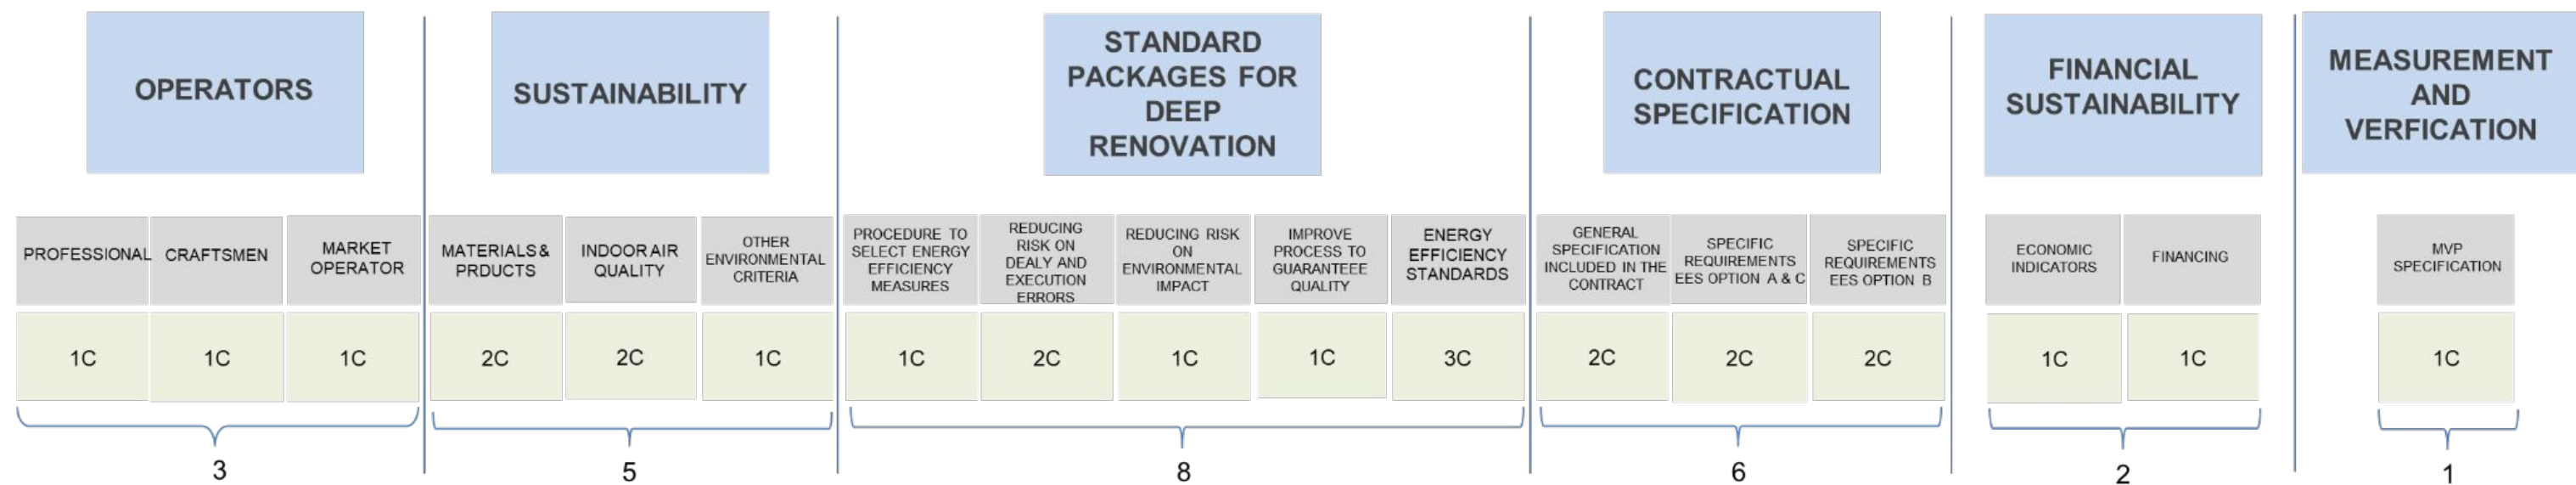 OPERATORS
SUSTAINABILITY
STANDARD
PACKAGES FOR
DEEP
RENOVATION
CONTRACTUAL
SPECIFICATION
FINANCIAL
SUSTAINABILITY
MEASUREMENT
AND
VERFICATION
PROFESSIONAL
CRAFTSMEN
MARKET
OPERATOR
MATERIALS &
PRDUCTS
INDOOR AIR
QUALITY
OTHER
ENVIRONMENTAL
CRITERIA
PROCEDURE TO
SELECT ENERGY
EFFICIENCY
MEASURES
REDUCING
RISK ON
DEALY AND
EXECUTION
ERRORS
REDUCING RISK
ON
ENVIRONMENTAL
IMPACT
IMPROVE
PROCESS TO
GUARANTEEE
QUALITY
ENERGY
EFFICIENCY
STANDARDS
GENERAL
SPECIFICATION
INCLUDED IN THE
CONTRACT
SPECIFIC
REQUIREMENTS
EES OPTION A & C
SPECIFIC
REQUIREMENTS
EES OPTION B
ECONOMIC
INDICATORS
FINANCING
MVP
SPECIFICATION
1C
1C
1C
2C
2C
1C
1C
2C
1C
1C
3C
2C
2C
2C
1C
1C
1C
3
5
8
6
2
1